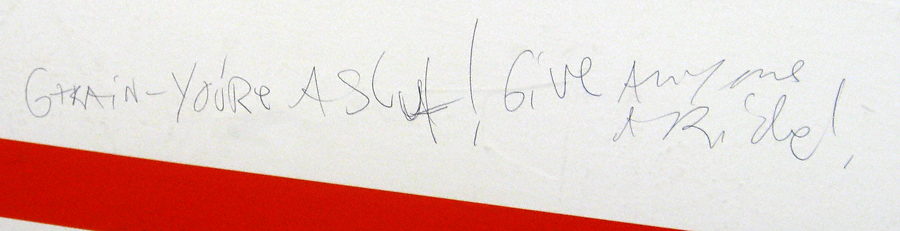 GTRAIN - YOU'RE A SLUT! GiVE ANyone
A RiDe!